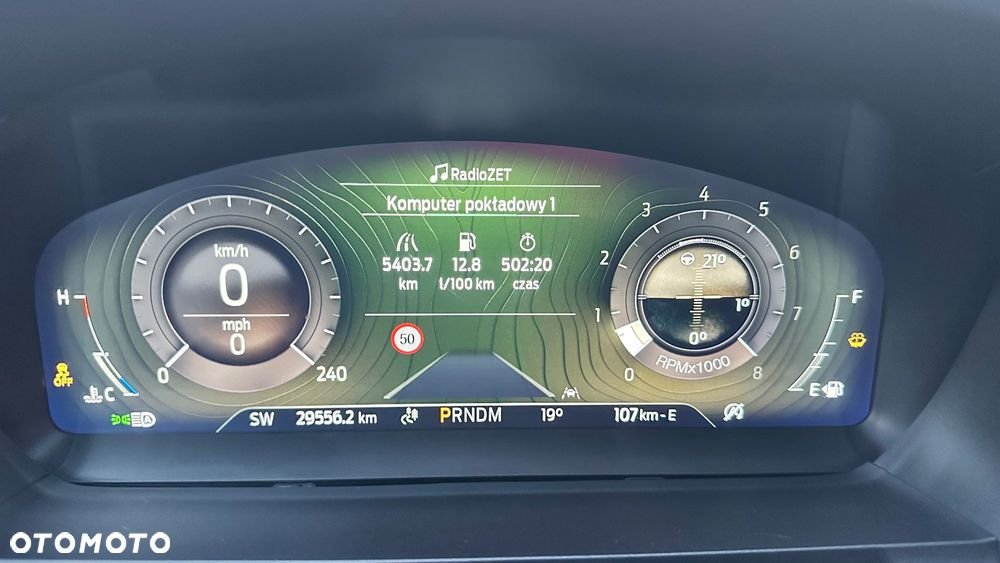 RadioZET
Komputer pokładowy 1
5403.7 12.8 502:20
km l/100 km czas
50
km/h
0
mph
0
0 240
H
C
OFF
A
0 1 2 3 4 5 6 7 8
21°
1°
0°
RPMx1000
F
E
SW 29556.2 km PRNDM 19° 107 km - E
OTOMOTO